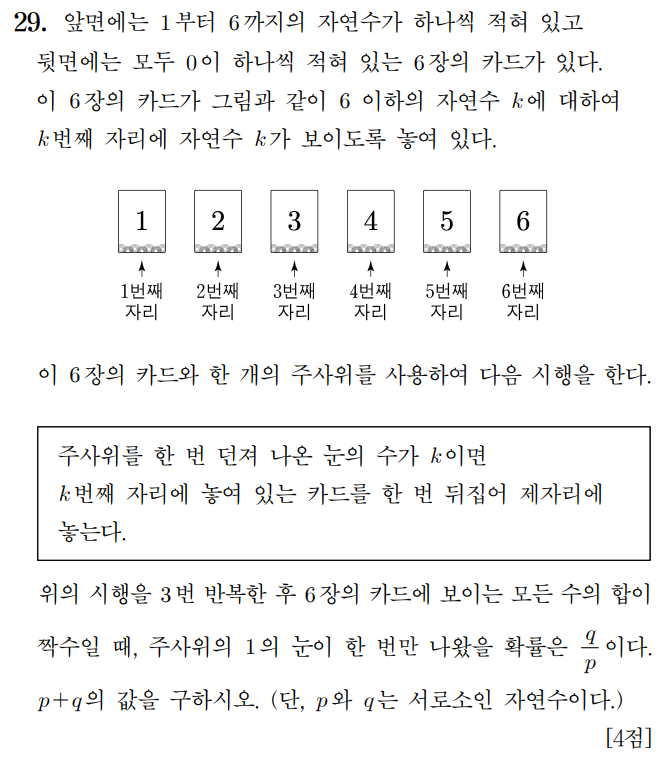 29. 앞면에는 1부터 6까지의 자연수가 하나씩 적혀 있고
뒷면에는 모두 0이 하나씩 적혀 있는 6장의 카드가 있다.
이 6장의 카드가 그림과 같이 6 이하의 자연수 k에 대하여
k번째 자리에 자연수 k가 보이도록 놓여 있다.
1 2 3 4 5 6
1번째 2번째 3번째 4번째 5번째 6번째
자리 자리 자리 자리 자리 자리
이 6장의 카드와 한 개의 주사위를 사용하여 다음 시행을 한다.
주사위를 한 번 던져 나온 눈의 수가 k이면
k번째 자리에 놓여 있는 카드를 한 번 뒤집어 제자리에
놓는다.
위의 시행을 3번 반복한 후 6장의 카드에 보이는 모든 수의 합이
짝수일 때, 주사위의 1의 눈이 한 번만 나왔을 확률은 q/p이다.
p+q의 값을 구하시오. (단, p와 q는 서로소인 자연수이다.)
[4점]